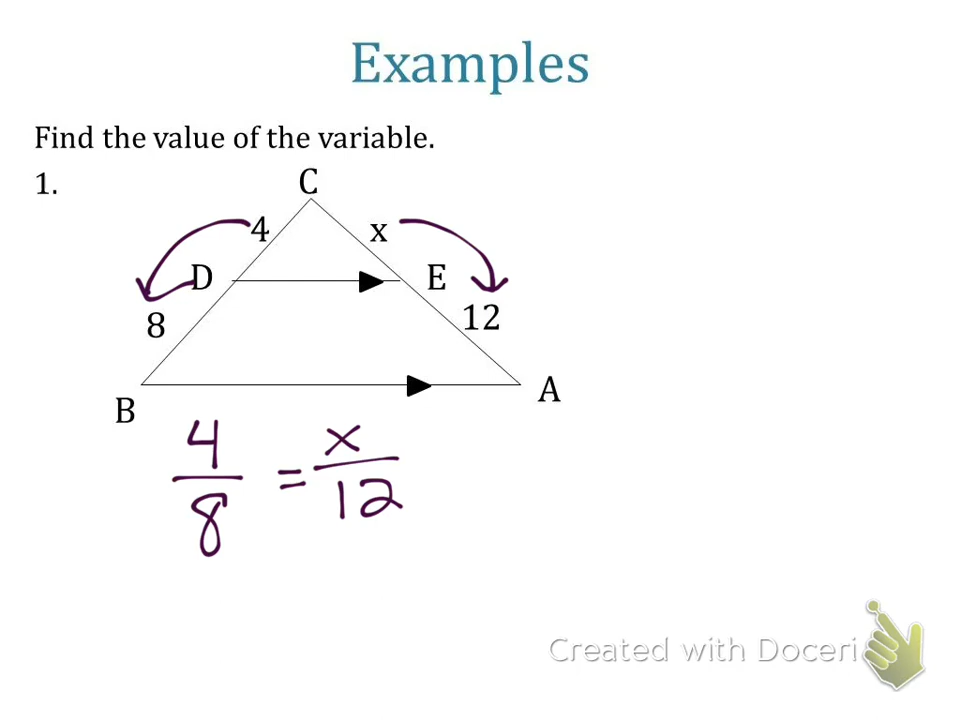 Examples
Find the value of the variable.
1.
C
4 x
D E
8 12
B A
4/8 = x/12
Created with Doceri